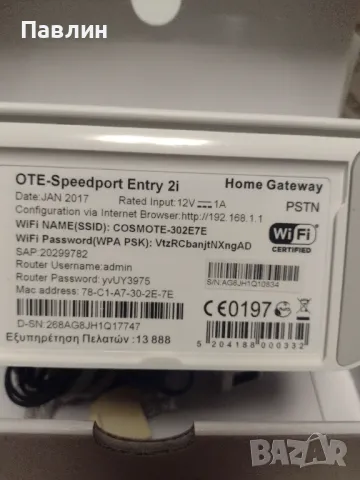 Павлин
OTE-Speedport Entry 2i
Home Gateway
Date:JAN 2017 Rated Input:12V 1A
PSTN
Configuration via Internet Browser:http://192.168.1.1
WiFi NAME(SSID): COSMOTE-302E7E
WiFi Password(WPA PSK): VtzRCbanjtNXngAD
WiFi
CERTIFIED
SAP:20299782
Router Username:admin
Router Password: yvUY3975
S/N:AG8JH1Q10834
Mac address: 78-C1-A7-30-2E-7E
CE0197
D-SN:268AG8JH1Q17747
5 204188 000332
Εξυπηρέτηση Πελατών :13 888
BAZAR